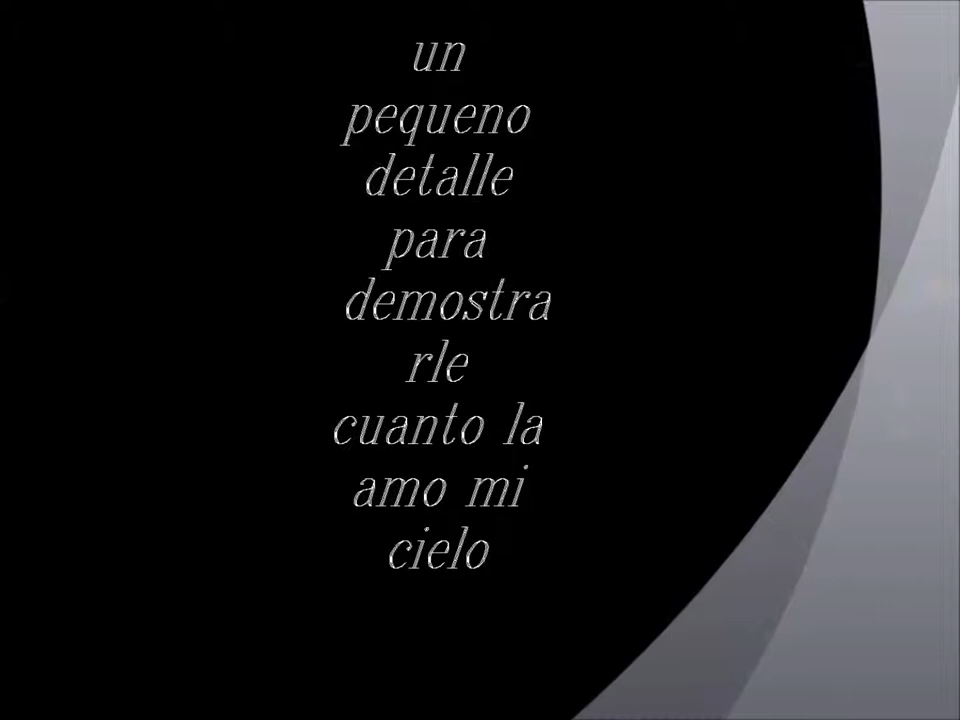 un
pequeno
detalle
para
demostra
rle
cuanto la
amo mi
cielo